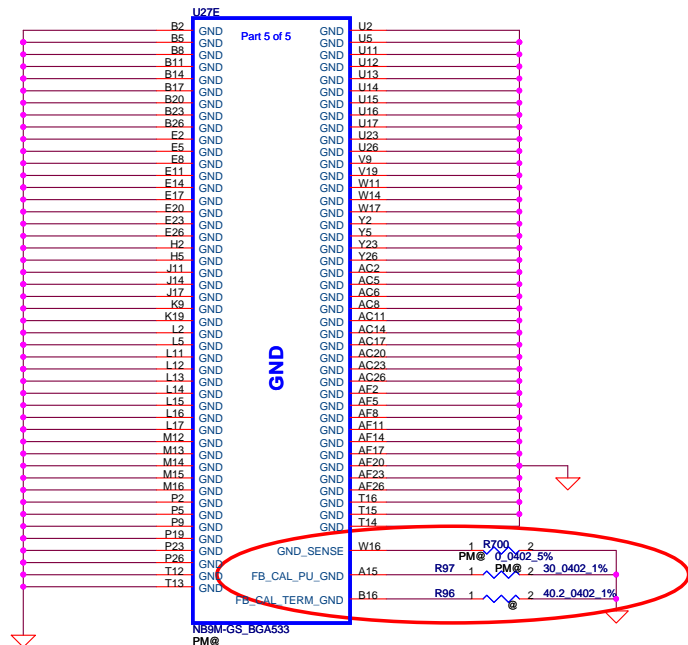 U27E
B2 GND Part 5 of 5 GND U2
B5 GND GND U5
B8 GND GND U11
B11 GND GND U12
B14 GND GND U13
B17 GND GND U14
B20 GND GND U15
B23 GND GND U16
B26 GND GND U17
E2 GND GND U23
E5 GND GND U26
E8 GND GND V9
E11 GND GND V19
E14 GND GND W11
E17 GND GND W14
E20 GND GND W17
E23 GND GND Y2
E26 GND GND Y5
H2 GND GND Y23
H5 GND GND Y26
J11 GND GND AC2
J14 GND GND AC5
J17 GND GND AC6
K9 GND GND AC8
K19 GND GND AC11
L2 GND GND AC14
L5 GND GND AC17
L11 GND GND AC20
L12 GND GND AC23
L13 GND GND AC26
L14 GND GND AF2
L15 GND GND AF5
L16 GND GND AF8
L17 GND GND AF11
M12 GND GND AF14
M13 GND GND AF17
M14 GND GND AF20
M15 GND GND AF23
M16 GND GND AF26
P2 GND GND T16
P5 GND GND T15
P9 GND GND T14
GND
P19 GND
P23 GND GND_SENSE W16 1 R700 2
PM@ 0_0402_5%
P26 GND
T12 GND FB_CAL_PU_GND A15 R97 1 PM@ 2 30_0402_1%
T13 GND
FB_CAL_TERM_GND B16 R96 1 @ 2 40.2_0402_1%
NB9M-GS_BGA533
PM@